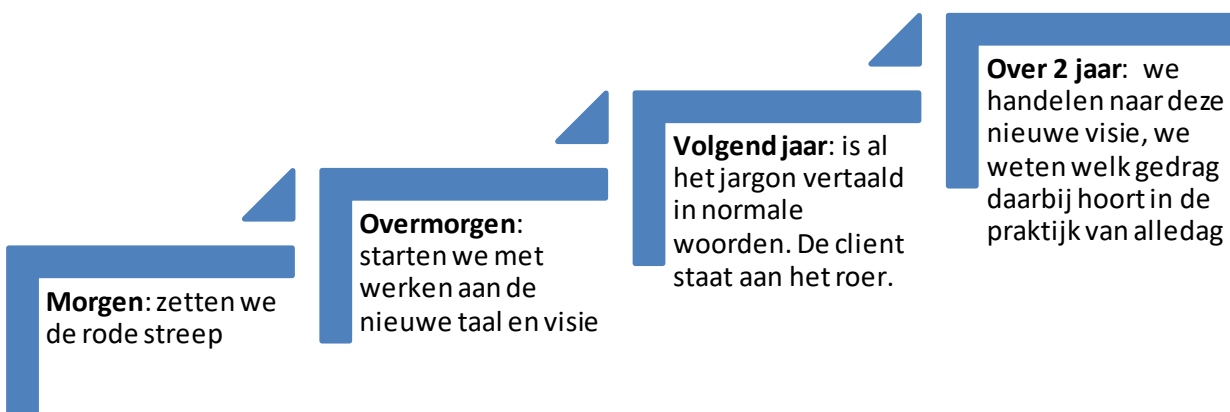 Morgen: zetten we
de rode streep
Overmorgen:
starten we met
werken aan de
nieuwe taal en visie
Volgend jaar: is al
het jargon vertaald
in normale
woorden. De client
staat aan het roer.
Over 2 jaar: we
handelen naar deze
nieuwe visie, we
weten welk gedrag
daarbij hoort in de
praktijk van alledag